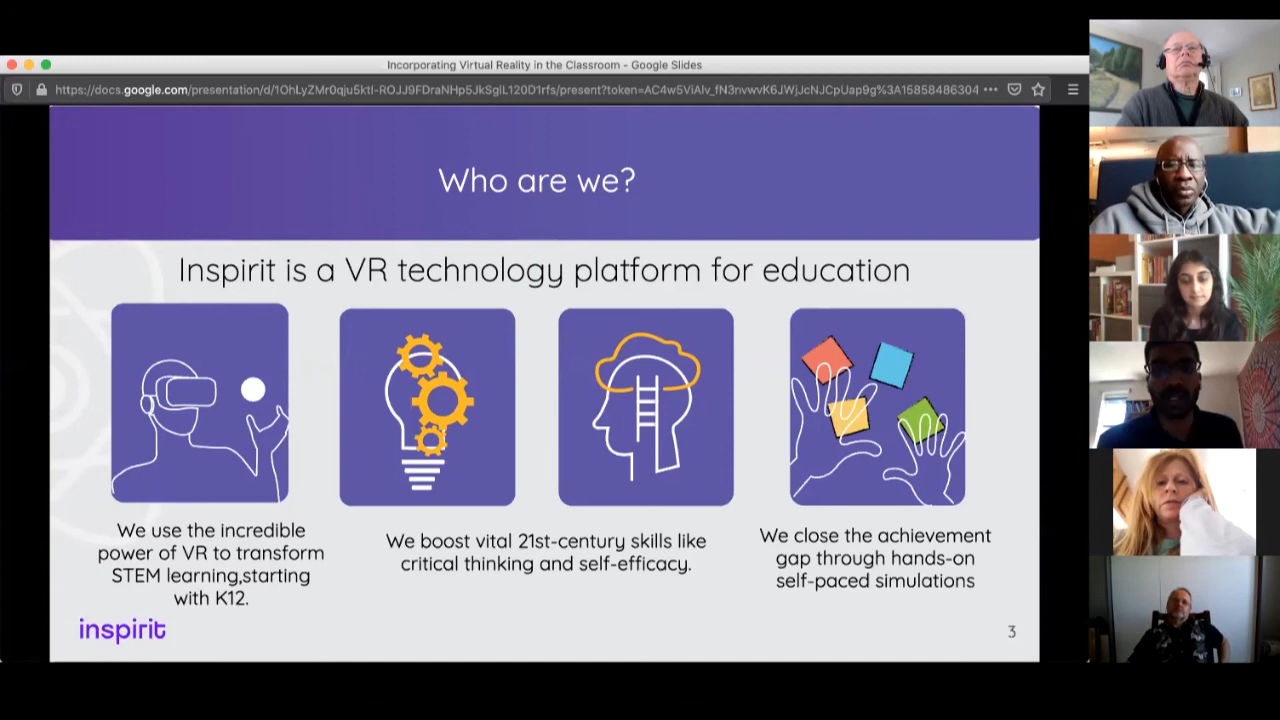 Incorporating Virtual Reality in the Classroom - Google Slides
https://docs.google.com/presentation/d/1OhLyZMr0qju5ktI-ROJJ9FDraNHp5JkSgIL120D1rfs/present?token=AC4w5ViAlv_fN3nvwvK6JWjJcNJCpUap9g%3A15858486304
Who are we?
Inspirit is a VR technology platform for education
We use the incredible
power of VR to transform
STEM learning,starting
with K12.
We boost vital 21st-century skills like
critical thinking and self-efficacy.
We close the achievement
gap through hands-on
self-paced simulations
inspirit
3